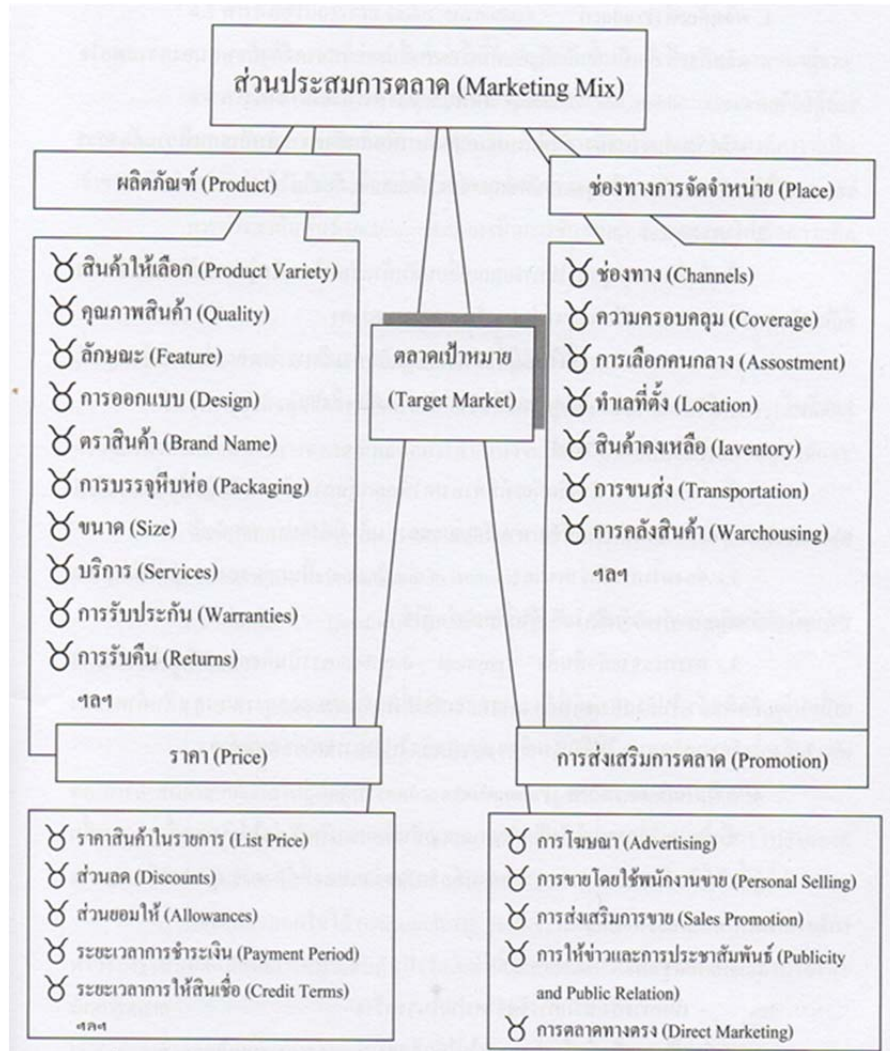 ส่วนประสมการตลาด (Marketing Mix)
ผลิตภัณฑ์ (Product)
สินค้าให้เลือก (Product Variety)
คุณภาพสินค้า (Quality)
ลักษณะ (Feature)
การออกแบบ (Design)
ตราสินค้า (Brand Name)
การบรรจุหีบห่อ (Packaging)
ขนาด (Size)
บริการ (Services)
การรับประกัน (Warranties)
การรับคืน (Returns)
ฯลฯ
ช่องทางการจัดจำหน่าย (Place)
ช่องทาง (Channels)
ความครอบคลุม (Coverage)
การเลือกคนกลาง (Assostment)
ทำเลที่ตั้ง (Location)
สินค้าคงเหลือ (Iaventory)
การขนส่ง (Transportation)
การคลังสินค้า (Warchousing)
ฯลฯ
ตลาดเป้าหมาย
(Target Market)
ราคา (Price)
ราคาสินค้าในรายการ (List Price)
ส่วนลด (Discounts)
ส่วนยอมให้ (Allowances)
ระยะเวลาการชำระเงิน (Payment Period)
ระยะเวลาการให้สินเชื่อ (Credit Terms)
ฯลฯ
การส่งเสริมการตลาด (Promotion)
การโฆษณา (Advertising)
การขายโดยใช้พนักงานขาย (Personal Selling)
การส่งเสริมการขาย (Sales Promotion)
การให้ข่าวและการประชาสัมพันธ์ (Publicity
and Public Relation)
การตลาดทางตรง (Direct Marketing)